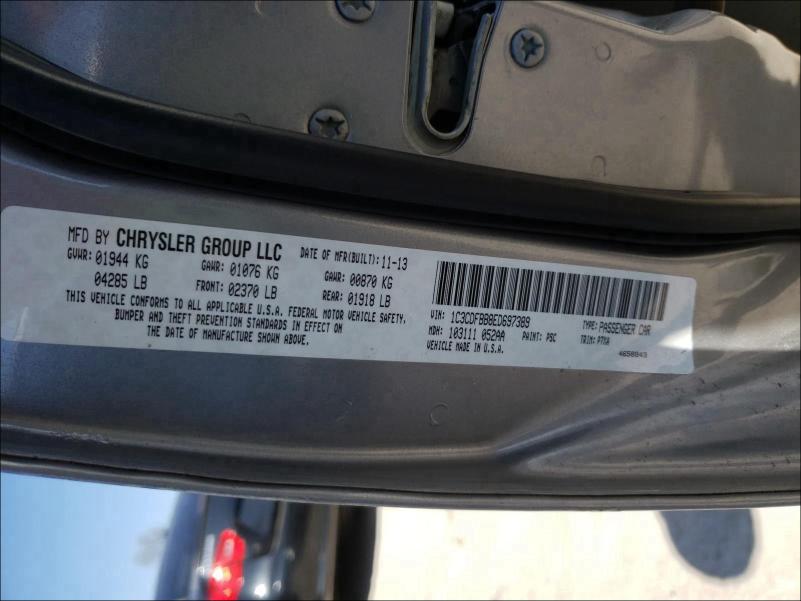 MFD BY CHRYSLER GROUP LLC DATE OF MFR(BUILT): 11-13
GVWR: 01944 KG GAWR: 01076 KG GAWR: 00870 KG
04285 LB FRONT: 02370 LB REAR: 01918 LB
THIS VEHICLE CONFORMS TO ALL APPLICABLE U.S.A. FEDERAL MOTOR VEHICLE SAFETY,
BUMPER AND THEFT PREVENTION STANDARDS IN EFFECT ON
THE DATE OF MANUFACTURE SHOWN ABOVE.
VIN: 1C3CDFBB8ED697389 TYPE: PASSENGER CAR
MDH: 103111 052AA PAINT: PSC TRIM: P7XA
VEHICLE MADE IN U.S.A. 4658843